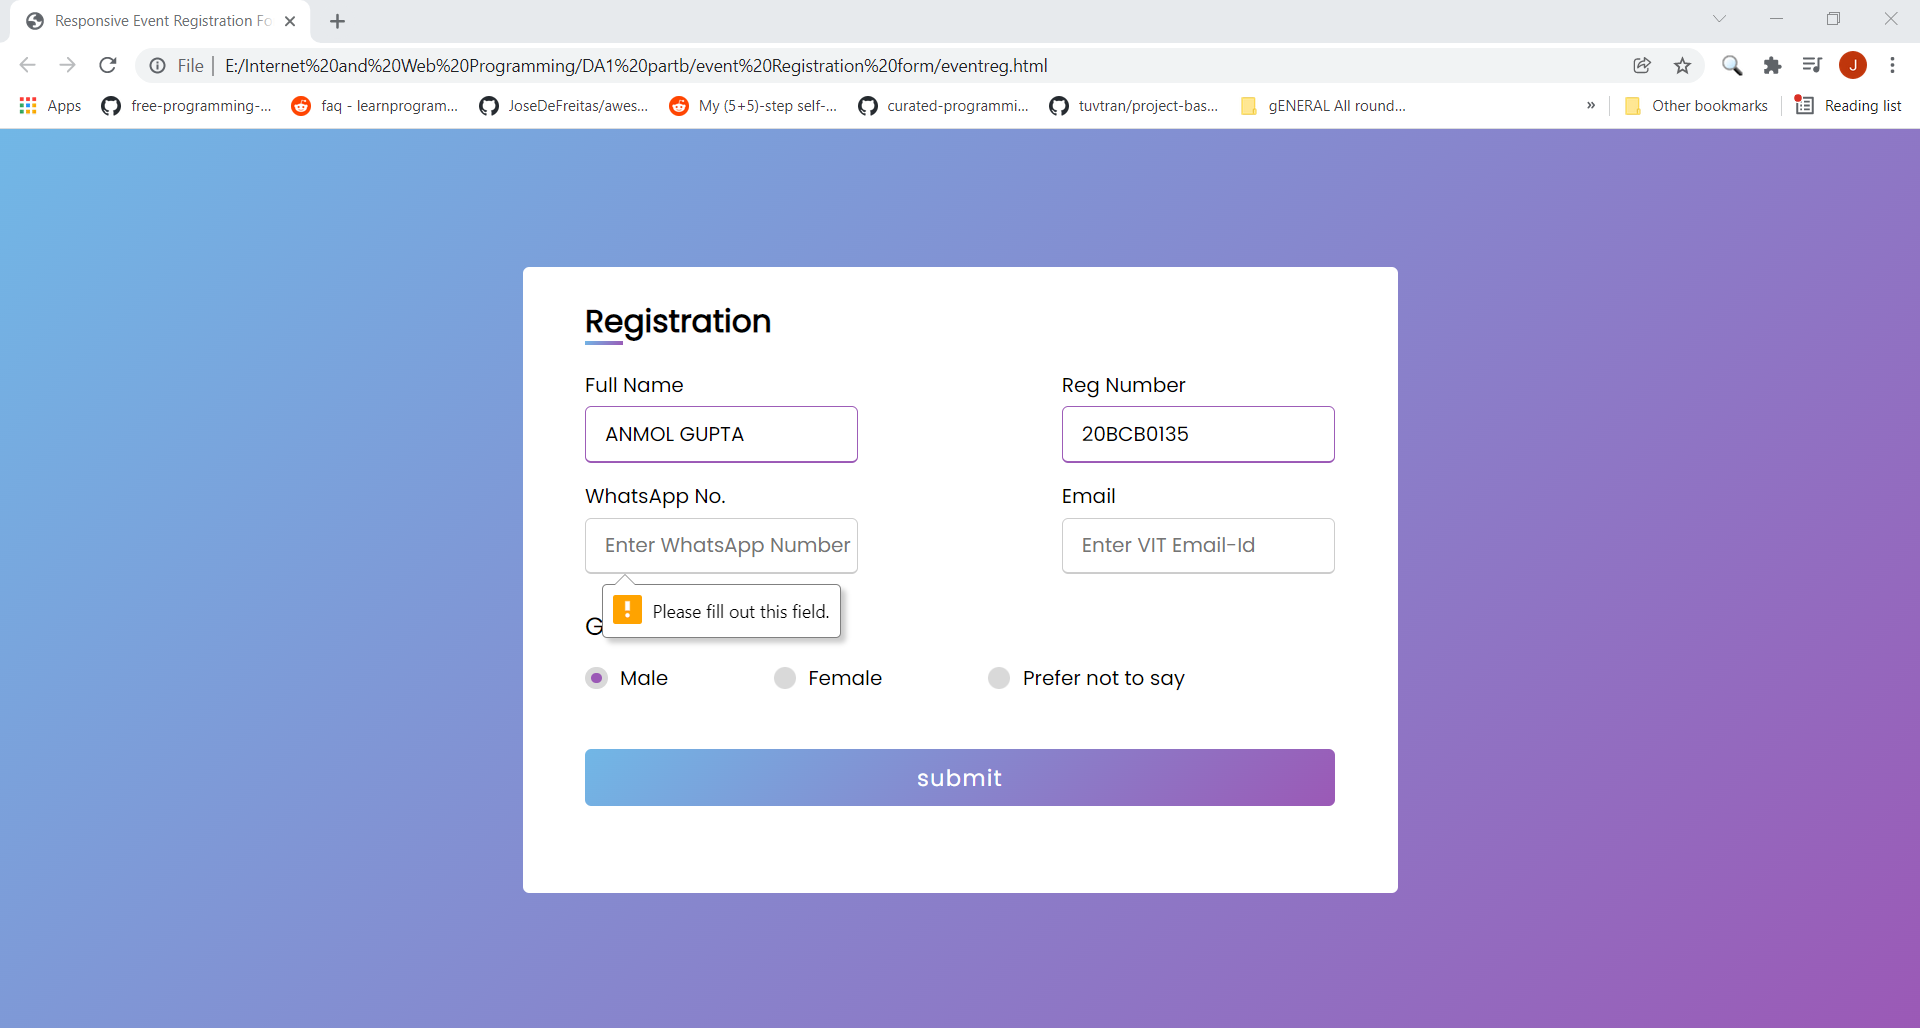 Responsive Event Registration Fo
File | E:/Internet%20and%20Web%20Programming/DA1%20partb/event%20Registration%20form/eventreg.html
J
Apps free-programming-... faq - learnprogram... JoseDeFreitas/awes... My (5+5)-step self-... curated-programmi... tuvtran/project-bas... gENERAL All round... » Other bookmarks Reading list
Registration
Full Name Reg Number
ANMOL GUPTA 20BCB0135
WhatsApp No. Email
Enter WhatsApp Number Enter VIT Email-Id
Please fill out this field.
G
Male Female Prefer not to say
submit